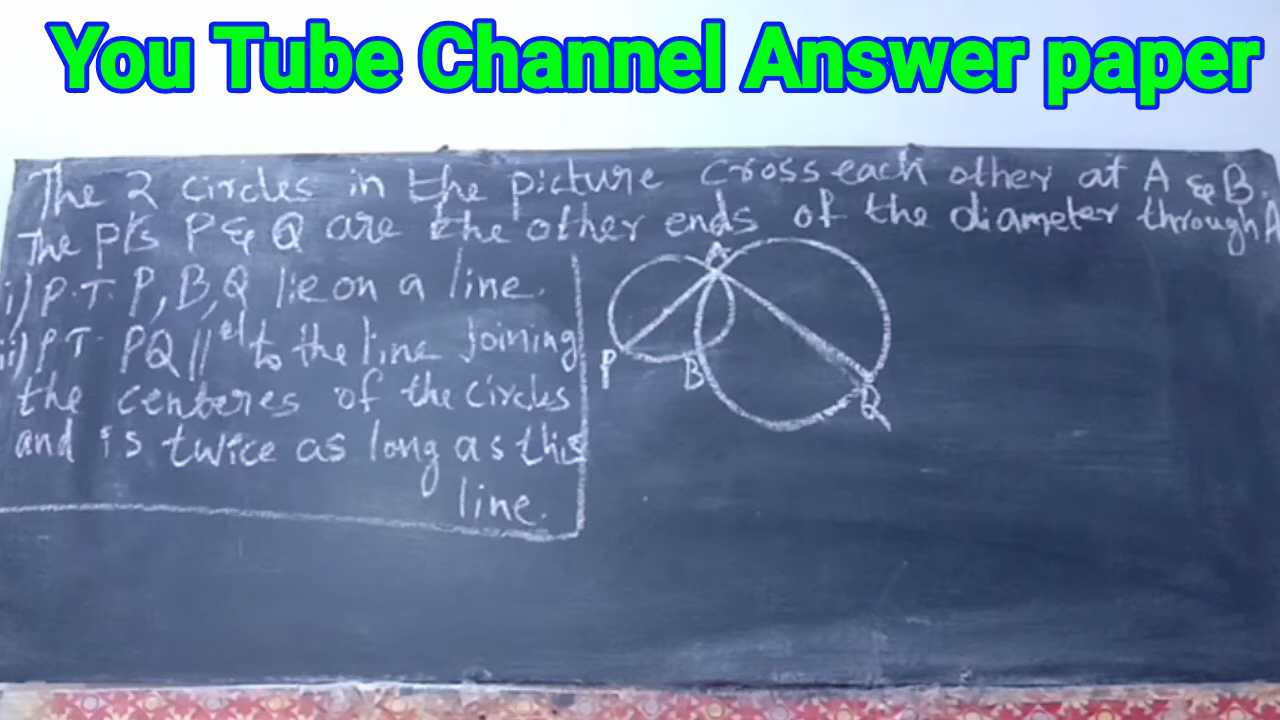 You Tube Channel Answer paper
The 2 circles in the picture cross each other at A & B.
The pts P & Q are the other ends of the diameter through A
i) P.T. P, B, Q lie on a line.
ii) PT. PQ ||el to the line joining
the centeres of the circles
and is twice as long as this
line.
A
P
B
Q